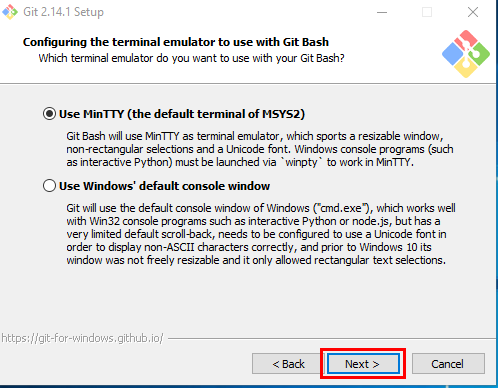 Git 2.14.1 Setup
Configuring the terminal emulator to use with Git Bash
Which terminal emulator do you want to use with your Git Bash?
Use MinTTY (the default terminal of MSYS2)
Git Bash will use MinTTY as terminal emulator, which sports a resizable window,
non-rectangular selections and a Unicode font. Windows console programs (such
as interactive Python) must be launched via `winpty` to work in MinTTY.
Use Windows' default console window
Git will use the default console window of Windows ("cmd.exe"), which works well
with Win32 console programs such as interactive Python or node.js, but has a
very limited default scroll-back, needs to be configured to use a Unicode font in
order to display non-ASCII characters correctly, and prior to Windows 10 its
window was not freely resizable and it only allowed rectangular text selections.
https://git-for-windows.github.io/
< Back
Next >
Cancel